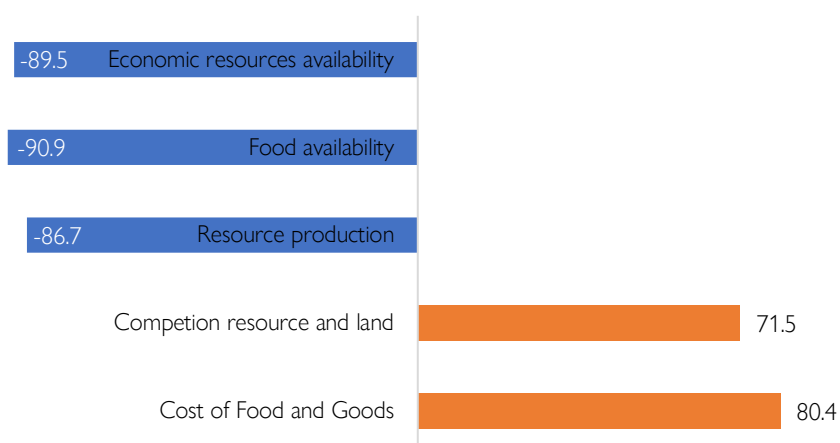 -89.5 Economic resources availability
-90.9 Food availability
-86.7 Resource production
Competion resource and land 71.5
Cost of Food and Goods 80.4